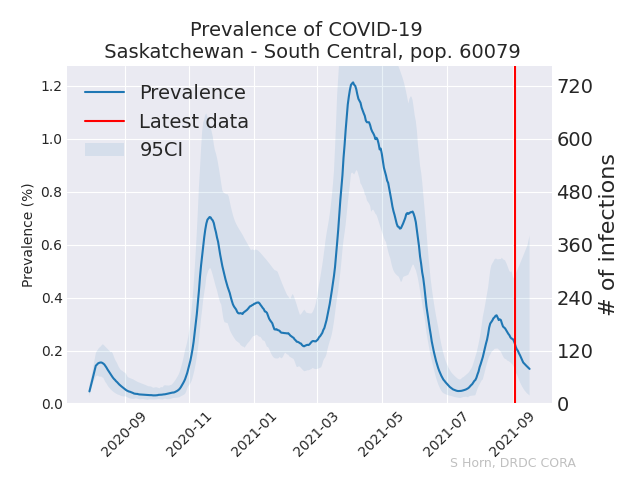 Prevalence of COVID-19
Saskatchewan - South Central, pop. 60079
Prevalence
Latest data
95CI
Prevalence (%)
1.2
1.0
0.8
0.6
0.4
0.2
0.0
720
600
480
360
240
120
0
# of infections
2020-09
2020-11
2021-01
2021-03
2021-05
2021-07
2021-09
S Horn, DRDC CORA